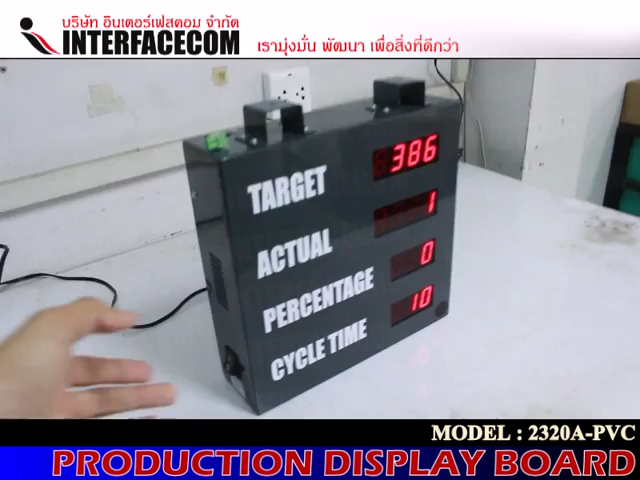 บริษัท อินเตอร์เฟสคอม จำกัด
INTERFACECOM
เรามุ่งมั่น พัฒนา เพื่อสิ่งที่ดีกว่า
TARGET 386
ACTUAL 1
PERCENTAGE 0
CYCLE TIME 10
MODEL : 2320A-PVC
PRODUCTION DISPLAY BOARD